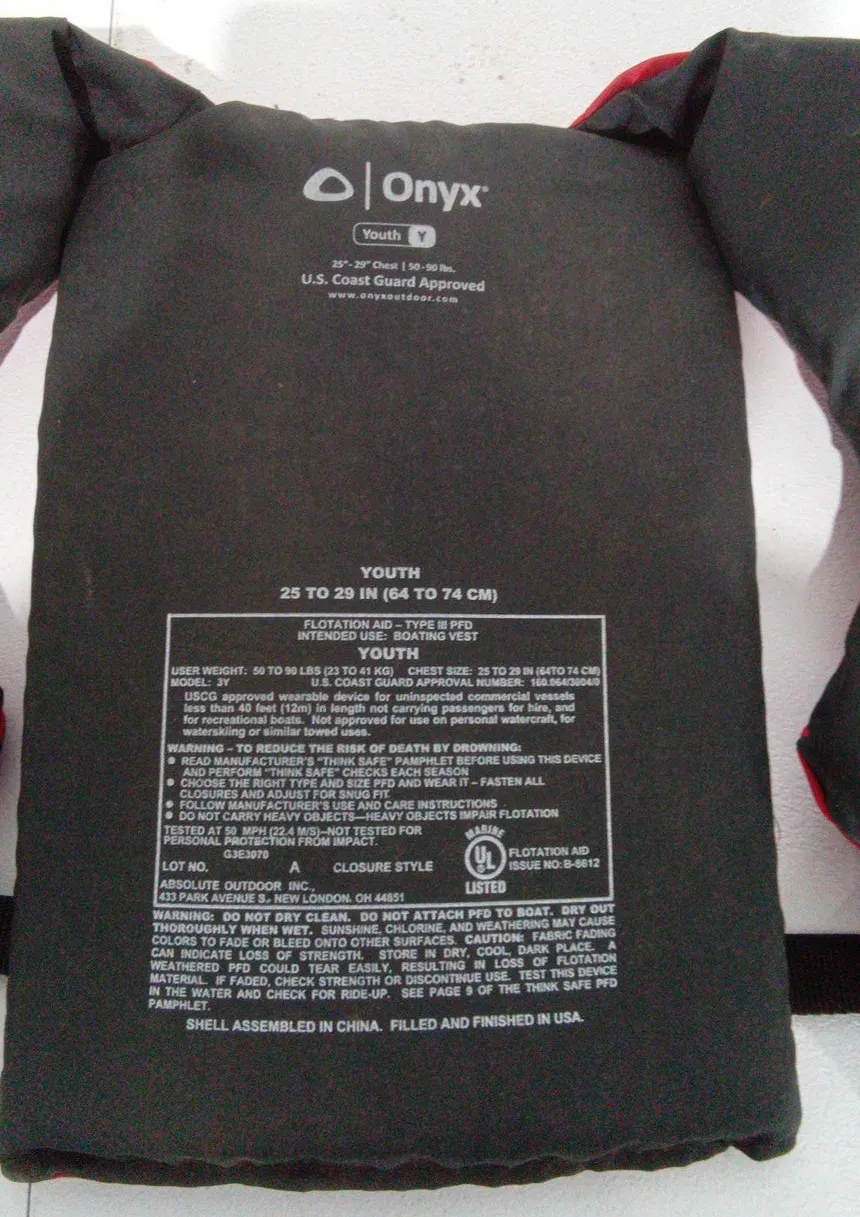 Onyx®
Youth Y
25"- 29" Chest | 50 - 90 lbs.
U.S. Coast Guard Approved
www.onyxoutdoor.com
YOUTH
25 TO 29 IN (64 TO 74 CM)
FLOTATION AID – TYPE III PFD
INTENDED USE: BOATING VEST
YOUTH
USER WEIGHT: 50 TO 90 LBS (23 TO 41 KG) CHEST SIZE: 25 TO 29 IN (64TO 74 CM)
MODEL: 3Y U.S. COAST GUARD APPROVAL NUMBER: 160.064/3004/0
USCG approved wearable device for uninspected commercial vessels
less than 40 feet (12m) in length not carrying passengers for hire, and
for recreational boats. Not approved for use on personal watercraft, for
waterskiing or similar towed uses.
WARNING – TO REDUCE THE RISK OF DEATH BY DROWNING:
● READ MANUFACTURER'S "THINK SAFE" PAMPHLET BEFORE USING THIS DEVICE
AND PERFORM "THINK SAFE" CHECKS EACH SEASON
● CHOOSE THE RIGHT TYPE AND SIZE PFD AND WEAR IT – FASTEN ALL
CLOSURES AND ADJUST FOR SNUG FIT
● FOLLOW MANUFACTURER'S USE AND CARE INSTRUCTIONS
● DO NOT CARRY HEAVY OBJECTS—HEAVY OBJECTS IMPAIR FLOTATION
TESTED AT 50 MPH (22.4 M/S)–NOT TESTED FOR
PERSONAL PROTECTION FROM IMPACT.
G3E3070
LOT NO. A CLOSURE STYLE
MARINE
UL®
LISTED
FLOTATION AID
ISSUE NO: B-8612
ABSOLUTE OUTDOOR INC.,
433 PARK AVENUE S., NEW LONDON, OH 44851
WARNING: DO NOT DRY CLEAN. DO NOT ATTACH PFD TO BOAT. DRY OUT
THOROUGHLY WHEN WET. SUNSHINE, CHLORINE, AND WEATHERING MAY CAUSE
COLORS TO FADE OR BLEED ONTO OTHER SURFACES. CAUTION: FABRIC FADING
CAN INDICATE LOSS OF STRENGTH. STORE IN DRY, COOL, DARK PLACE. A
WEATHERED PFD COULD TEAR EASILY, RESULTING IN LOSS OF FLOTATION
MATERIAL. IF FADED, CHECK STRENGTH OR DISCONTINUE USE. TEST THIS DEVICE
IN THE WATER AND CHECK FOR RIDE-UP. SEE PAGE 9 OF THE THINK SAFE PFD
PAMPHLET.
SHELL ASSEMBLED IN CHINA. FILLED AND FINISHED IN USA.